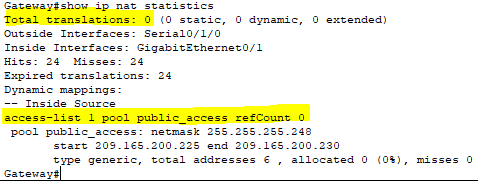 Gateway#show ip nat statistics
Total translations: 0 (0 static, 0 dynamic, 0 extended)
Outside Interfaces: Serial0/1/0
Inside Interfaces: GigabitEthernet0/1
Hits: 24  Misses: 24
Expired translations: 24
Dynamic mappings:
-- Inside Source
access-list 1 pool public_access refCount 0
 pool public_access: netmask 255.255.255.248
       start 209.165.200.225 end 209.165.200.230
       type generic, total addresses 6 , allocated 0 (0%), misses 0
Gateway#